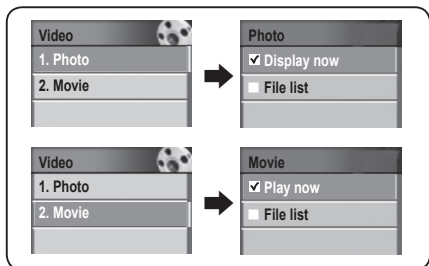 Video
1. Photo
2. Movie
Photo
Display now
File list
Video
1. Photo
2. Movie
Movie
Play now
File list